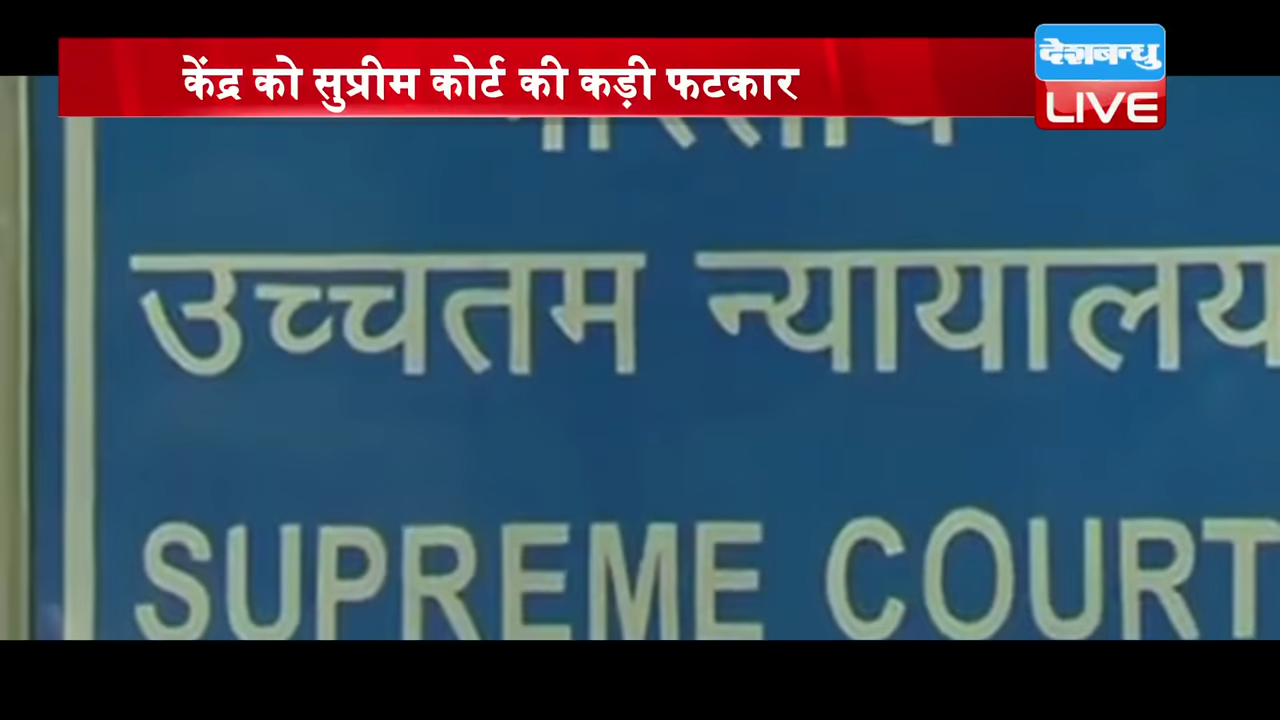 केंद्र को सुप्रीम कोर्ट की कड़ी फटकार
देशबन्धु
LIVE
उच्चतम न्यायालय
SUPREME COURT